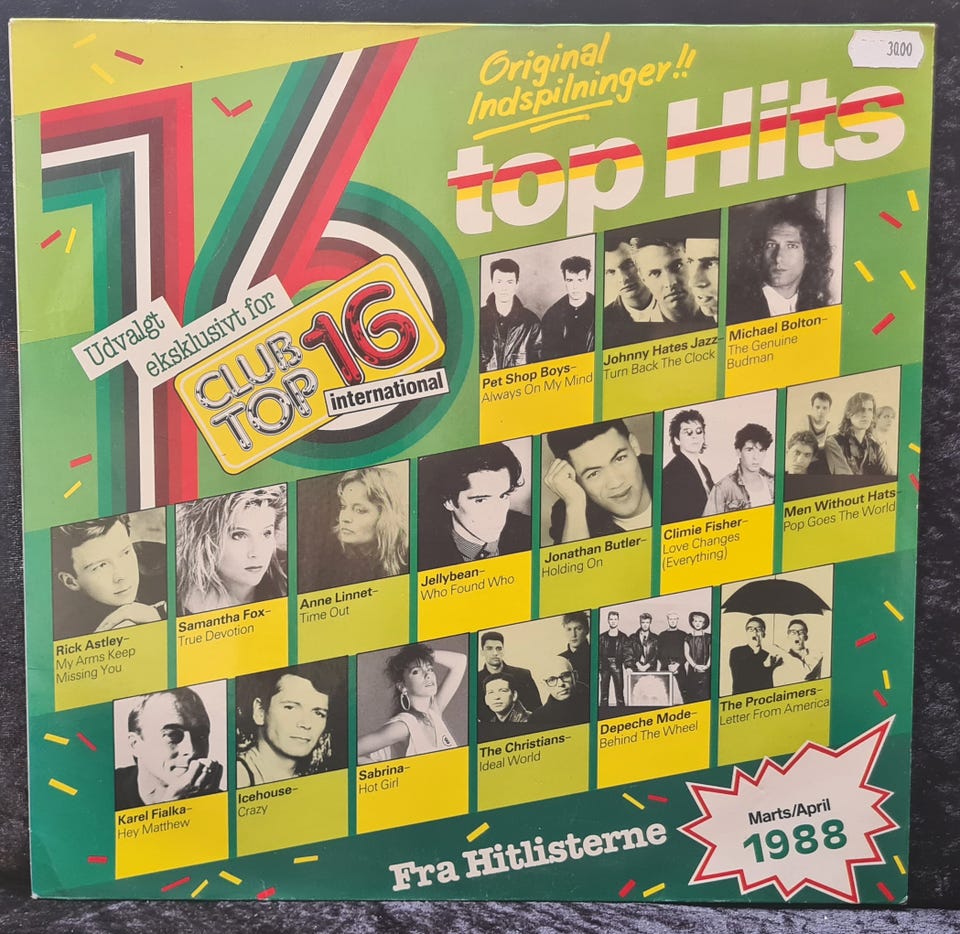 30.00
Original
Indspilninger!!
top Hits
16
Udvalgt
eksklusivt for
CLUB
TOP 16
international
Pet Shop Boys–
Always On My Mind
Johnny Hates Jazz–
Turn Back The Clock
Michael Bolton–
The Genuine
Budman
Rick Astley–
My Arms Keep
Missing You
Samantha Fox–
True Devotion
Anne Linnet–
Time Out
Jellybean–
Who Found Who
Jonathan Butler–
Holding On
Climie Fisher–
Love Changes
(Everything)
Men Without Hats–
Pop Goes The World
Karel Fialka–
Hey Matthew
Icehouse–
Crazy
Sabrina–
Hot Girl
The Christians–
Ideal World
Depeche Mode–
Behind The Wheel
The Proclaimers–
Letter From America
Fra Hitlisterne
Marts/April
1988